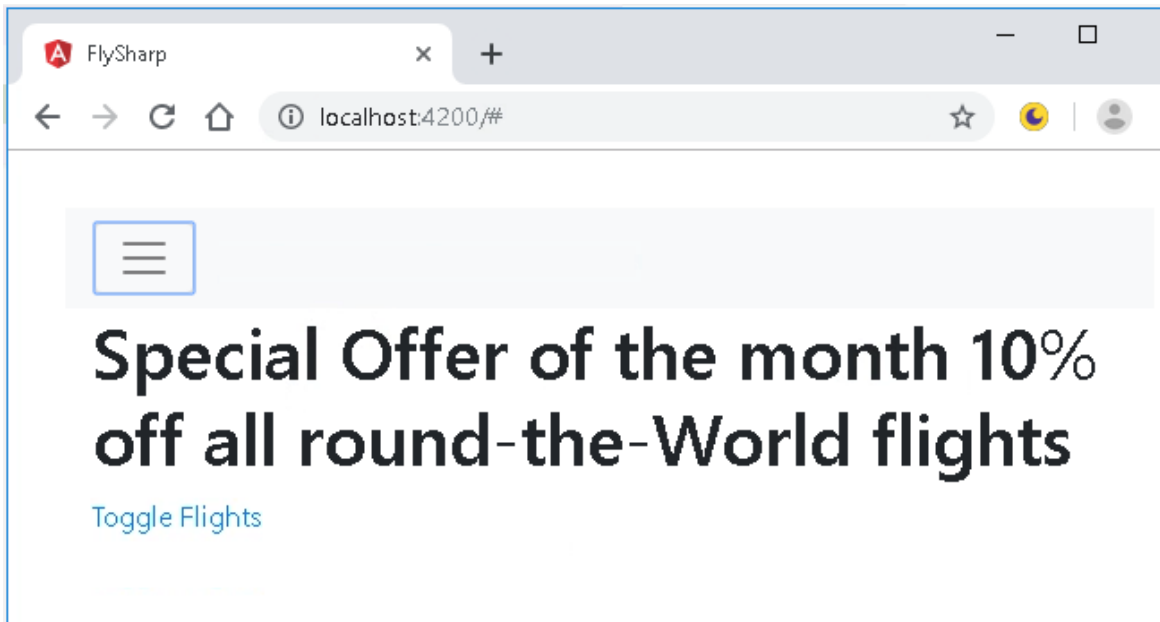 FlySharp
localhost:4200/#
Special Offer of the month 10%
off all round-the-World flights
Toggle Flights